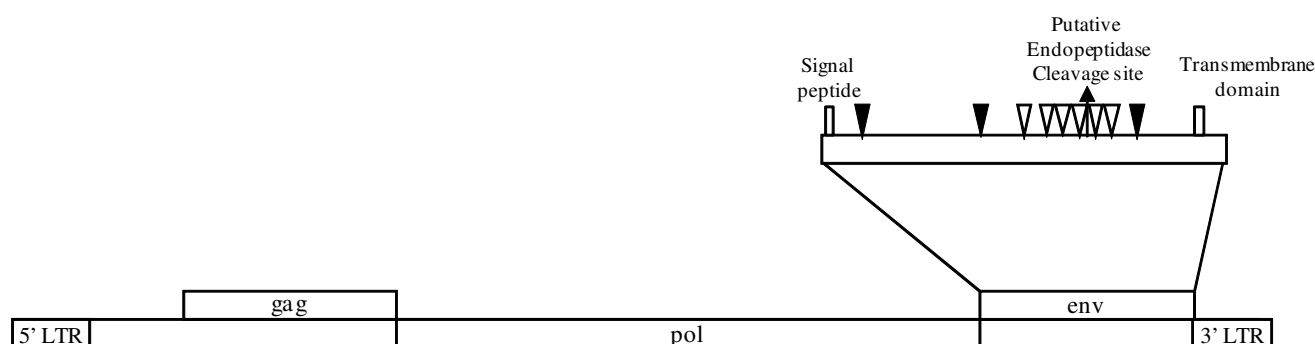 Putative
Endopeptidase
Cleavage site
Signal
peptide
Transmembrane
domain
gag
env
5’ LTR
pol
3’ LTR